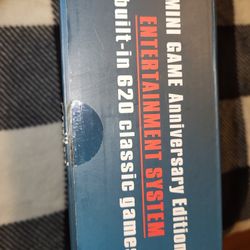 MINI GAME Anniversary Edition
ENTERTAINMENT SYSTEM
built-in 620 classic games